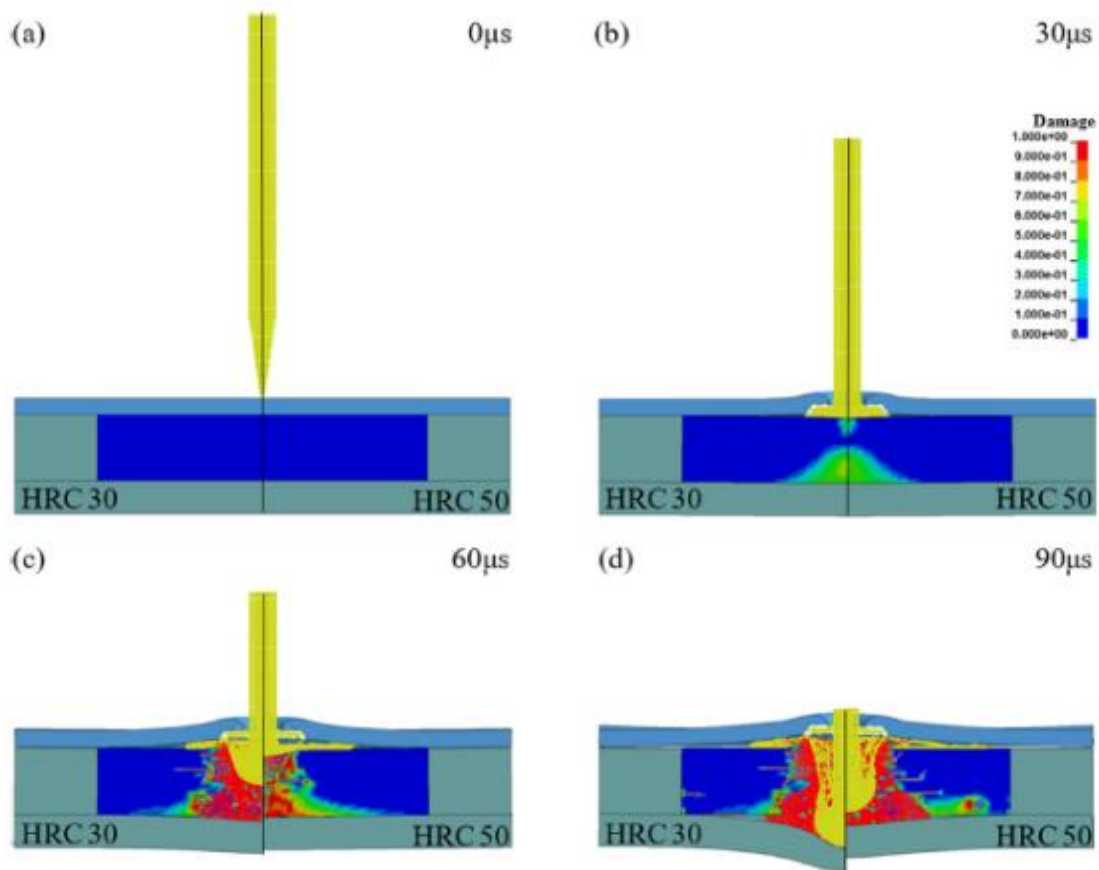 (a) 0μs
(b) 30μs
Damage
1.000e+00
9.000e-01
8.000e-01
7.000e-01
6.000e-01
5.000e-01
4.000e-01
3.000e-01
2.000e-01
1.000e-01
0.000e+00
HRC 30 HRC 50
HRC 30 HRC 50
(c) 60μs
(d) 90μs
HRC 30 HRC 50
HRC 30 HRC 50